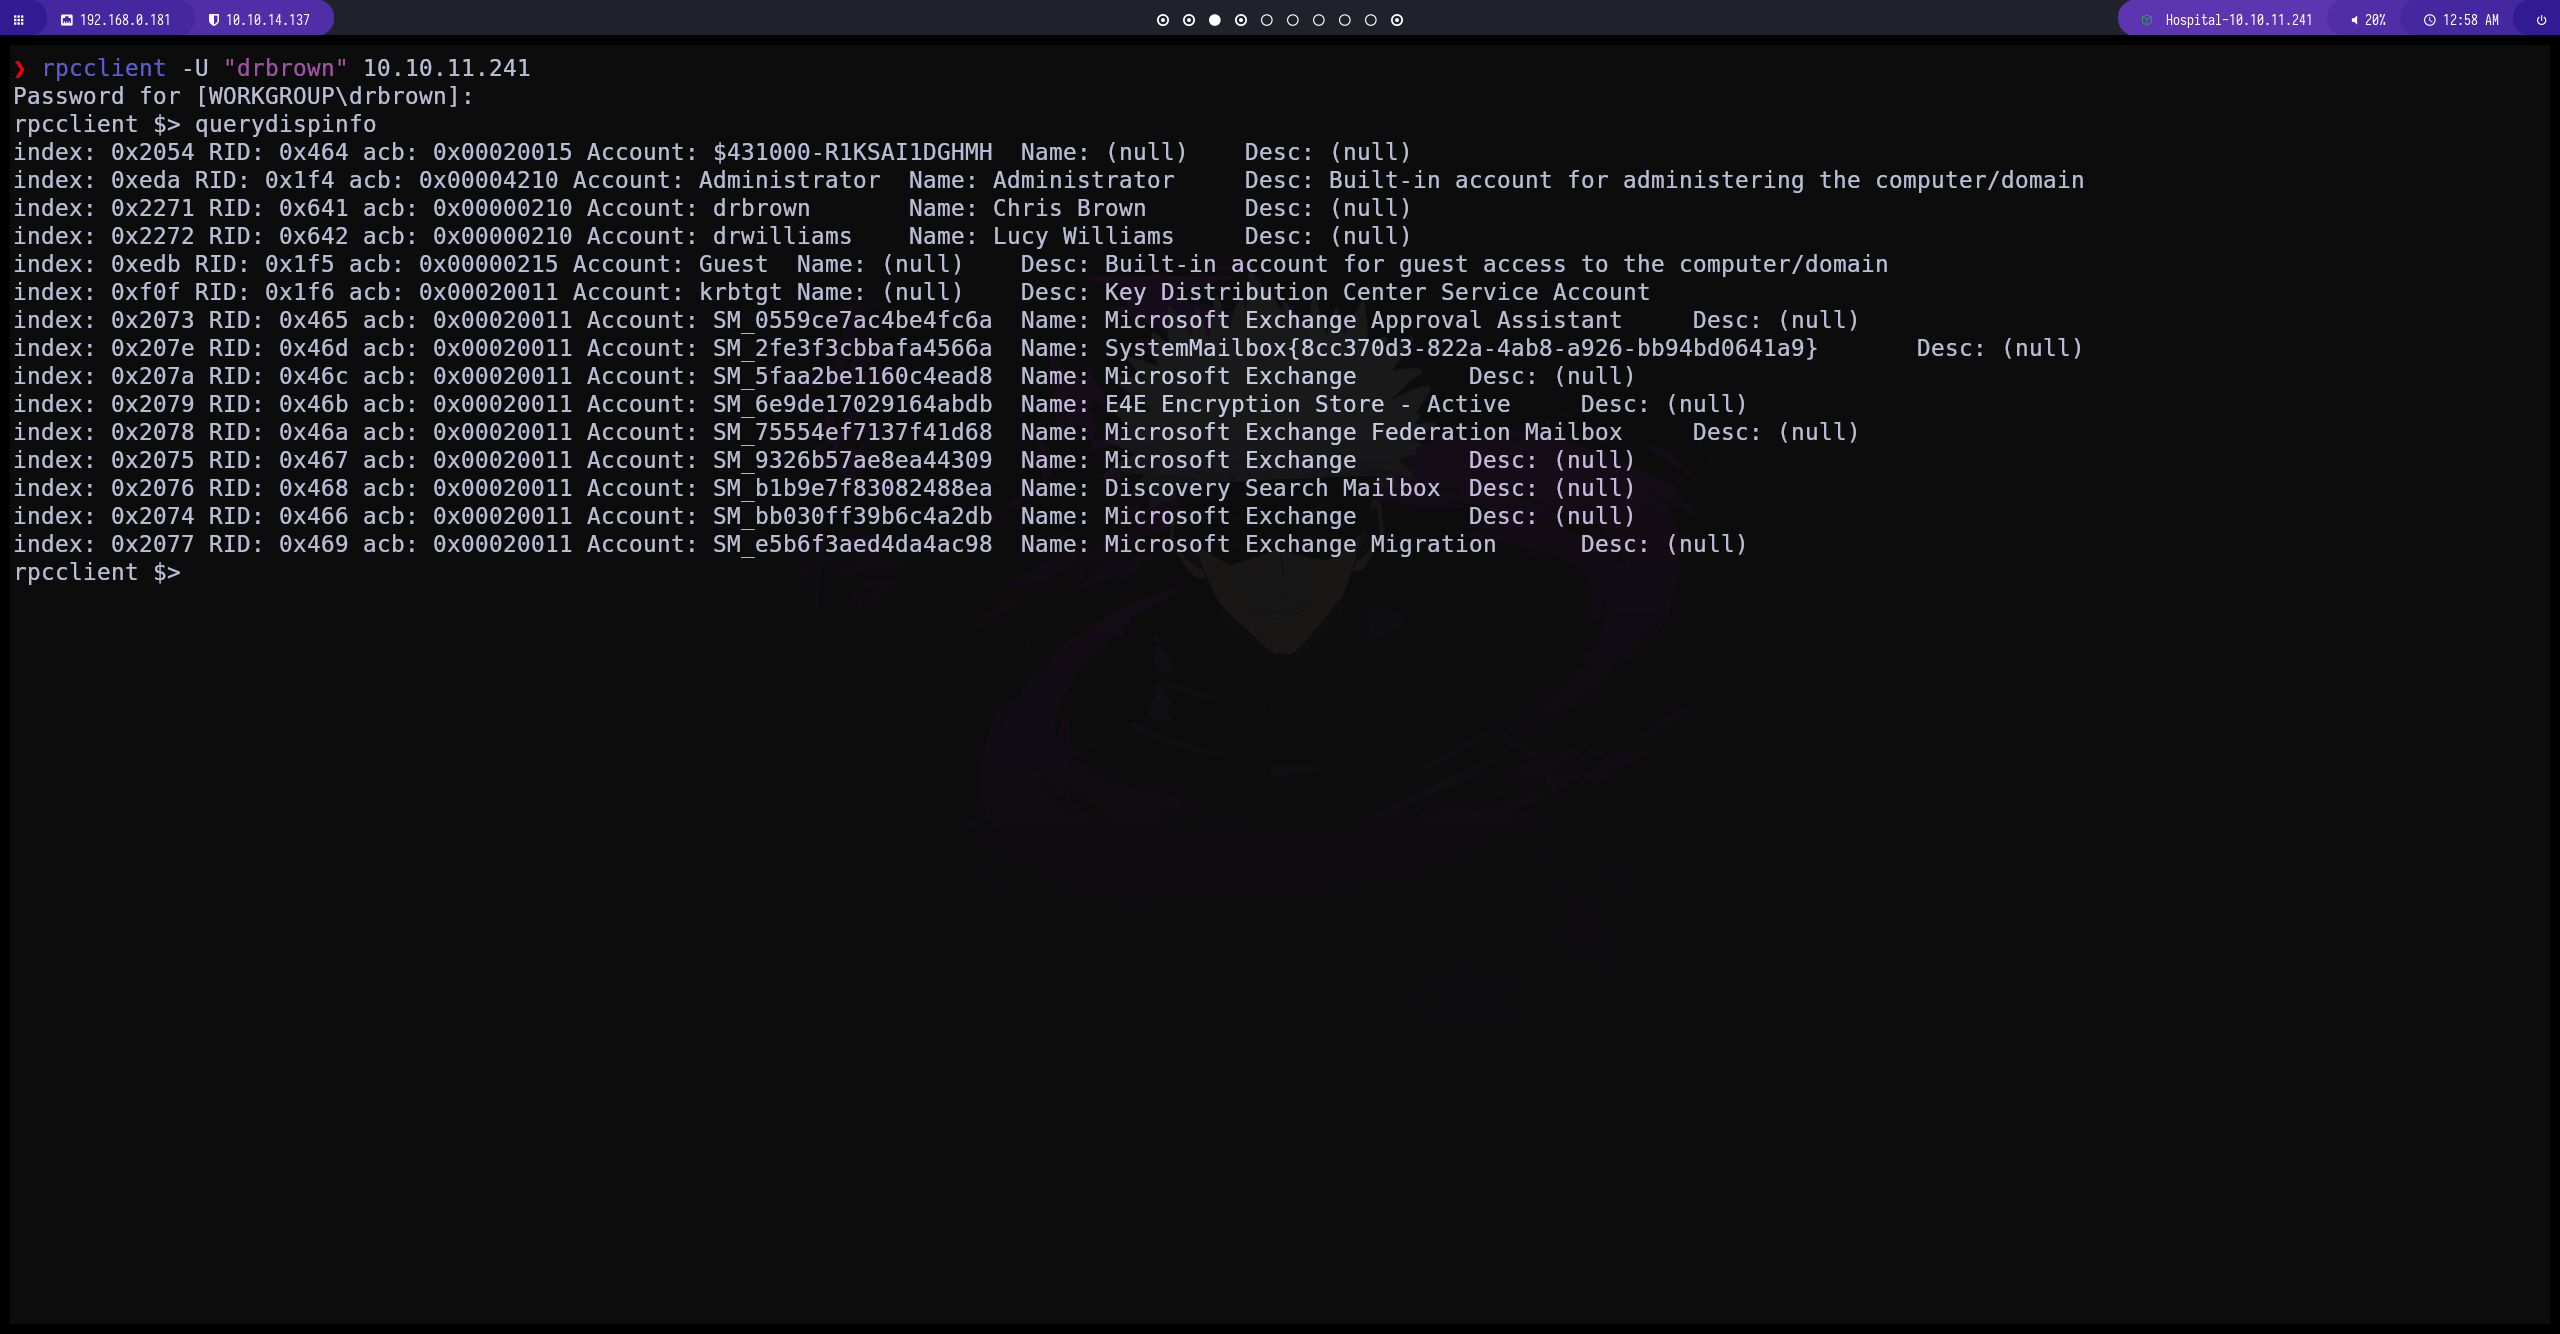 192.168.0.181 10.10.14.137 Hospital-10.10.11.241 20% 12:58 AM
❯ rpcclient -U "drbrown" 10.10.11.241
Password for [WORKGROUP\drbrown]:
rpcclient $> querydispinfo
index: 0x2054 RID: 0x464 acb: 0x00020015 Account: $431000-R1KSAI1DGHMH  Name: (null)    Desc: (null)
index: 0xeda RID: 0x1f4 acb: 0x00004210 Account: Administrator  Name: Administrator     Desc: Built-in account for administering the computer/domain
index: 0x2271 RID: 0x641 acb: 0x00000210 Account: drbrown       Name: Chris Brown       Desc: (null)
index: 0x2272 RID: 0x642 acb: 0x00000210 Account: drwilliams    Name: Lucy Williams     Desc: (null)
index: 0xedb RID: 0x1f5 acb: 0x00000215 Account: Guest  Name: (null)    Desc: Built-in account for guest access to the computer/domain
index: 0xf0f RID: 0x1f6 acb: 0x00020011 Account: krbtgt Name: (null)    Desc: Key Distribution Center Service Account
index: 0x2073 RID: 0x465 acb: 0x00020011 Account: SM_0559ce7ac4be4fc6a  Name: Microsoft Exchange Approval Assistant     Desc: (null)
index: 0x207e RID: 0x46d acb: 0x00020011 Account: SM_2fe3f3cbbafa4566a  Name: SystemMailbox{8cc370d3-822a-4ab8-a926-bb94bd0641a9}       Desc: (null)
index: 0x207a RID: 0x46c acb: 0x00020011 Account: SM_5faa2be1160c4ead8  Name: Microsoft Exchange        Desc: (null)
index: 0x2079 RID: 0x46b acb: 0x00020011 Account: SM_6e9de17029164abdb  Name: E4E Encryption Store - Active     Desc: (null)
index: 0x2078 RID: 0x46a acb: 0x00020011 Account: SM_75554ef7137f41d68  Name: Microsoft Exchange Federation Mailbox     Desc: (null)
index: 0x2075 RID: 0x467 acb: 0x00020011 Account: SM_9326b57ae8ea44309  Name: Microsoft Exchange        Desc: (null)
index: 0x2076 RID: 0x468 acb: 0x00020011 Account: SM_b1b9e7f83082488ea  Name: Discovery Search Mailbox  Desc: (null)
index: 0x2074 RID: 0x466 acb: 0x00020011 Account: SM_bb030ff39b6c4a2db  Name: Microsoft Exchange        Desc: (null)
index: 0x2077 RID: 0x469 acb: 0x00020011 Account: SM_e5b6f3aed4da4ac98  Name: Microsoft Exchange Migration      Desc: (null)
rpcclient $>